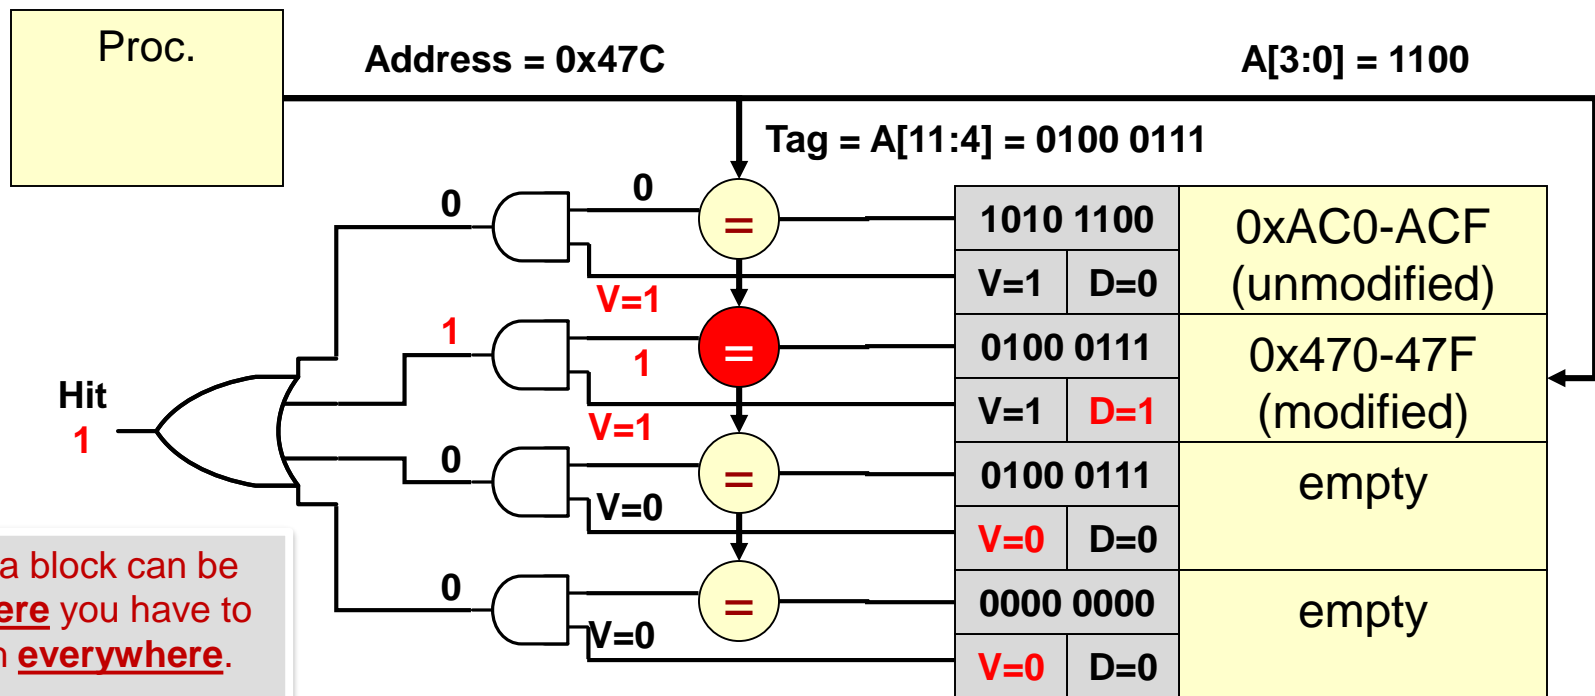 Proc.
Address = 0x47C
A[3:0] = 1100
Tag = A[11:4] = 0100 0111
0
0
=
1010 1100
0xAC0-ACF
V=1
D=0
(unmodified)
V=1
1
1
=
0100 0111
0x470-47F
V=1
D=1
(modified)
V=1
Hit
1
0
=
0100 0111
empty
V=0
V=0
D=0
0
=
0000 0000
empty
V=0
V=0
D=0
a block can be
ere you have to
n everywhere.